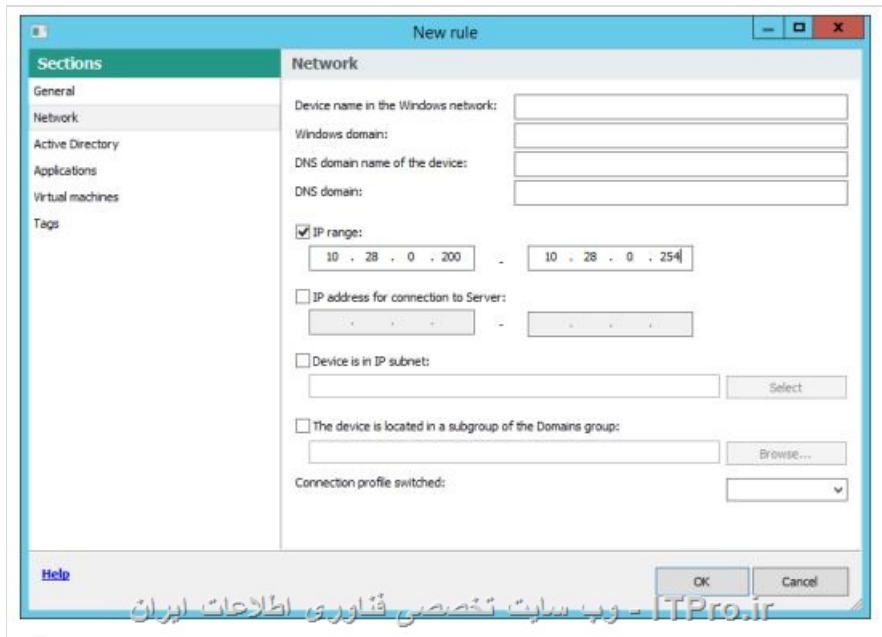 New rule
Sections
General
Network
Active Directory
Applications
Virtual machines
Tags
Network
Device name in the Windows network:
Windows domain:
DNS domain name of the device:
DNS domain:
IP range:
10 . 28 . 0 . 200 - 10 . 28 . 0 . 254
IP address for connection to Server:
. . . - . . .
Device is in IP subnet:
Select
The device is located in a subgroup of the Domains group:
Browse...
Connection profile switched:
Help
OK
Cancel
ITPro.ir - وب سایت تخصصی فناوری اطلاعات ایران